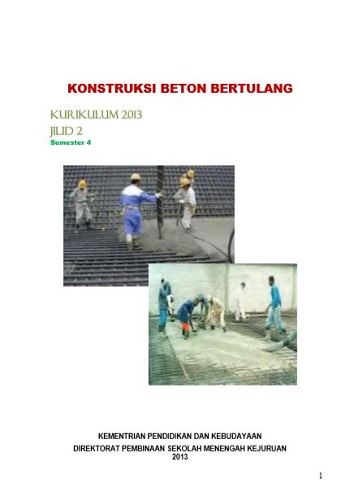 KONSTRUKSI BETON BERTULANG
KURIKULUM 2013
JILID 2
Semester 4
KEMENTRIAN PENDIDIKAN DAN KEBUDAYAAN
DIREKTORAT PEMBINAAN SEKOLAH MENENGAH KEJURUAN
2013
1